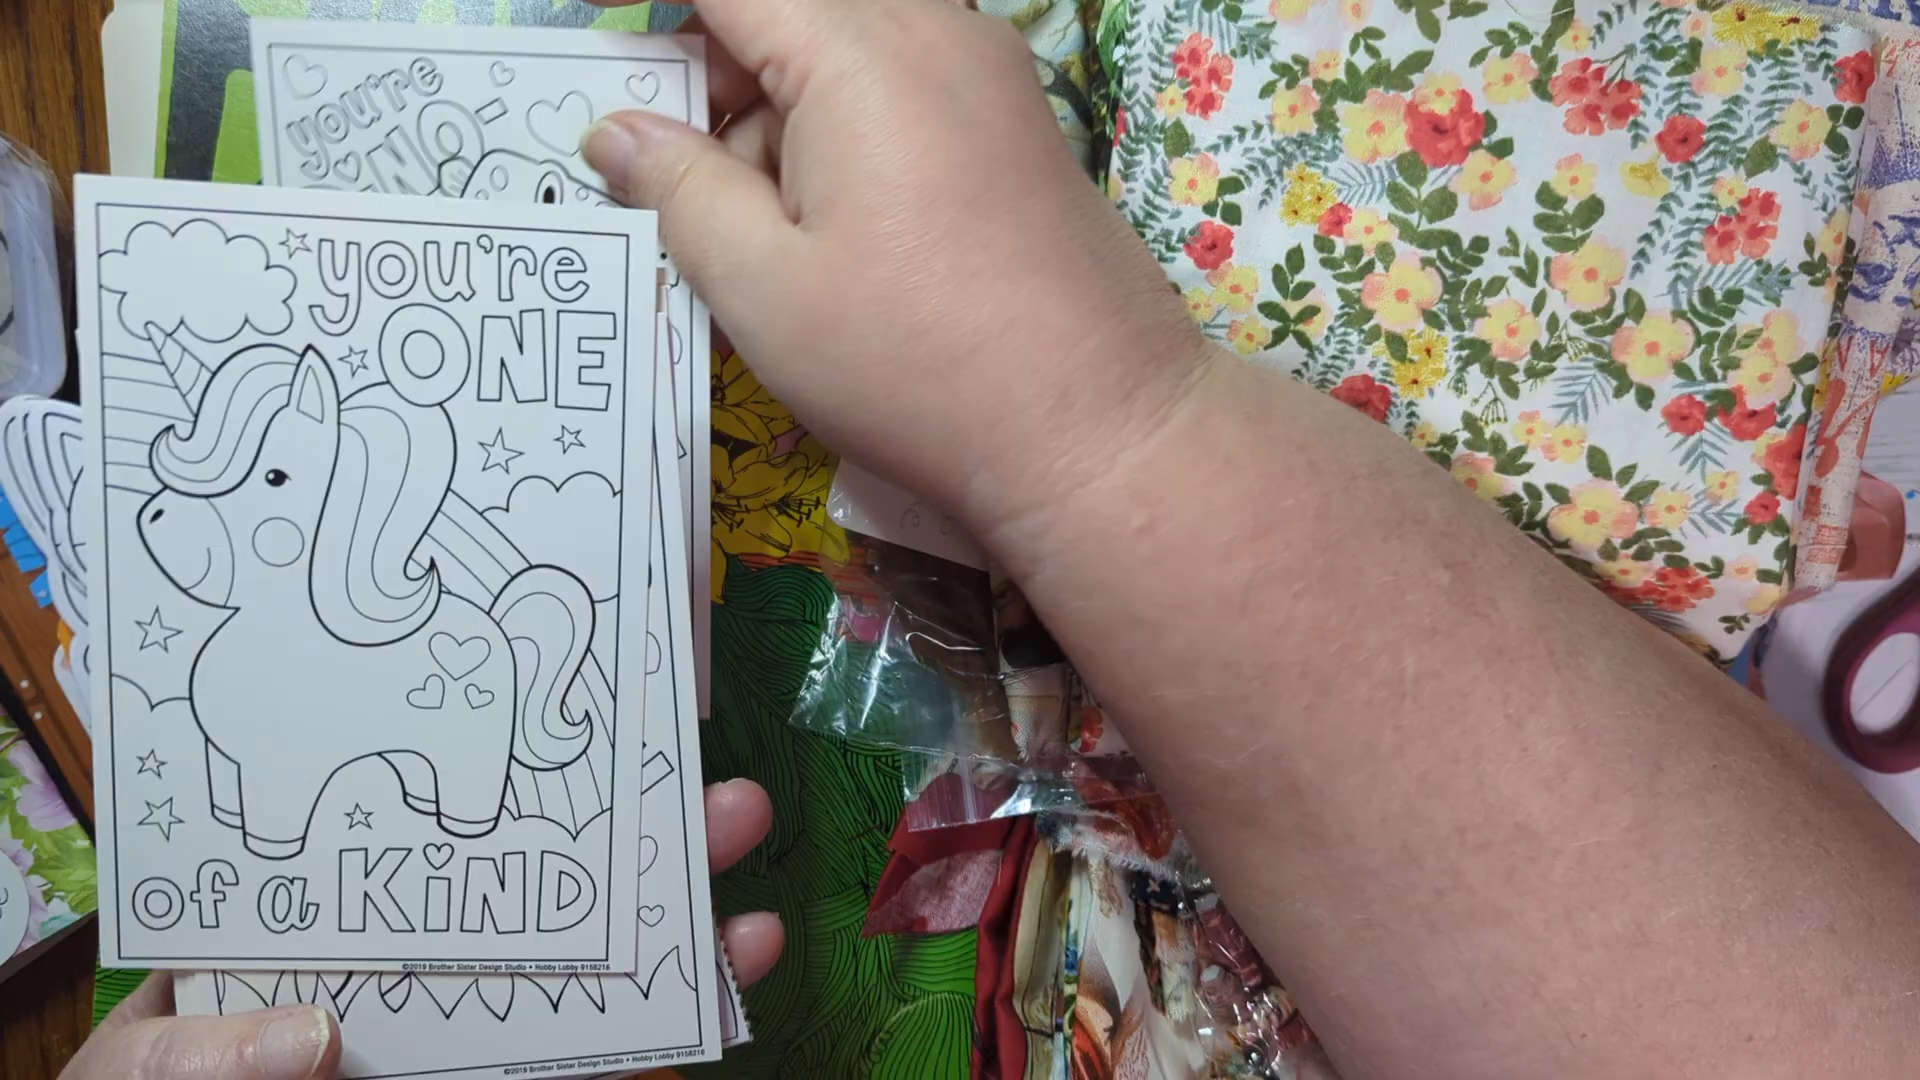 you're
INO-
you're
ONE
of a KiND
©2019 Brother Sister Design Studio • Hobby Lobby 9158216
©2019 Brother Sister Design Studio • Hobby Lobby 9158216